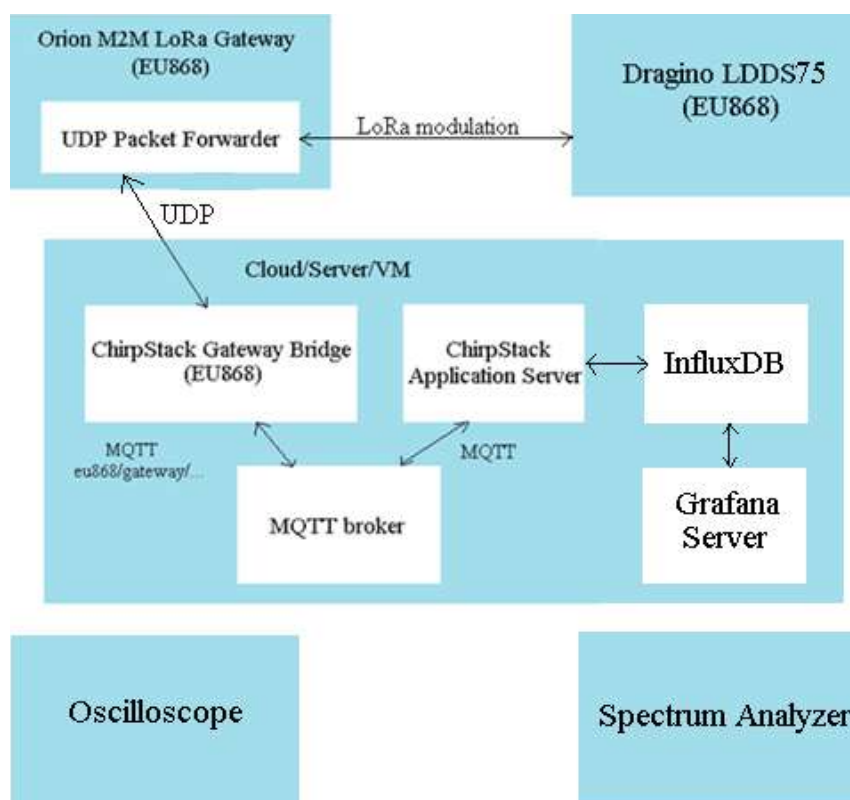 Orion M2M LoRa Gateway
(EU868)
UDP Packet Forwarder
LoRa modulation
Dragino LDDS75
(EU868)
UDP
Cloud/Server/VM
ChirpStack Gateway Bridge
(EU868)
ChirpStack
Application Server
InfluxDB
MQTT
eu868/gateway/...
MQTT
MQTT broker
Grafana
Server
Oscilloscope
Spectrum Analyzer